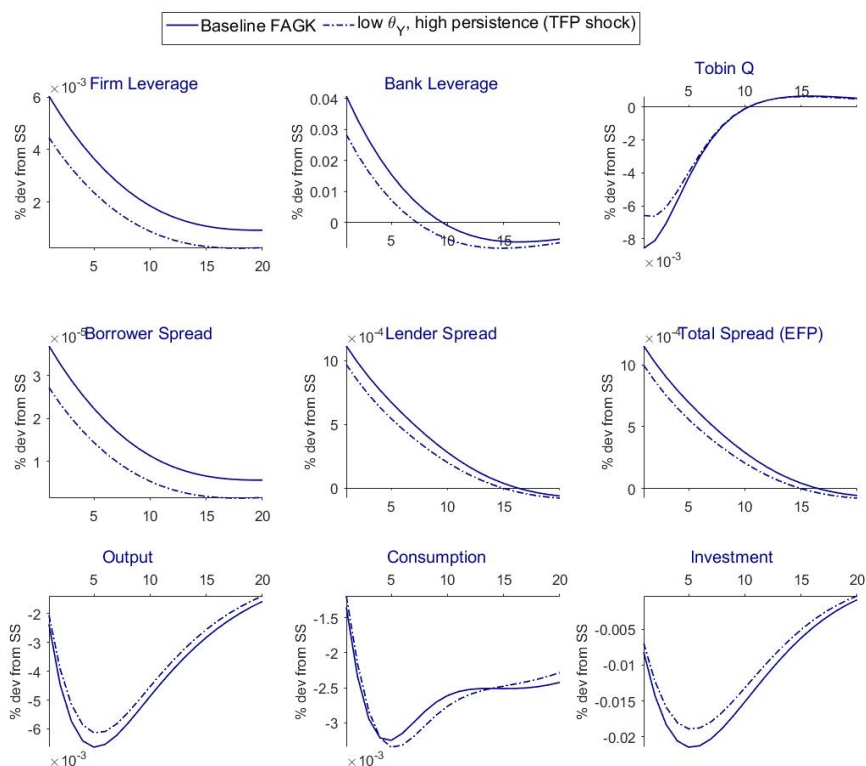 Baseline FAGK low θ_Y, high persistence (TFP shock)
Firm Leverage
×10⁻³
% dev from SS
6
4
2
5 10 15 20
Bank Leverage
% dev from SS
0.04
0.03
0.02
0.01
0
5 10 15
Tobin Q
% dev from SS
5 10 15
0
-2
-4
-6
-8
×10⁻³
Borrower Spread
×10⁻⁵
% dev from SS
3
2
1
5 10 15 20
Lender Spread
×10⁻⁴
% dev from SS
10
5
0
5 10 15
Total Spread (EFP)
×10⁻⁴
% dev from SS
10
5
0
5 10 15
Output
5 10 15 20
% dev from SS
-2
-3
-4
-5
-6
×10⁻³
Consumption
5 10 15 20
% dev from SS
-1.5
-2
-2.5
-3
×10⁻³
Investment
5 10 15 20
% dev from SS
-0.005
-0.01
-0.015
-0.02